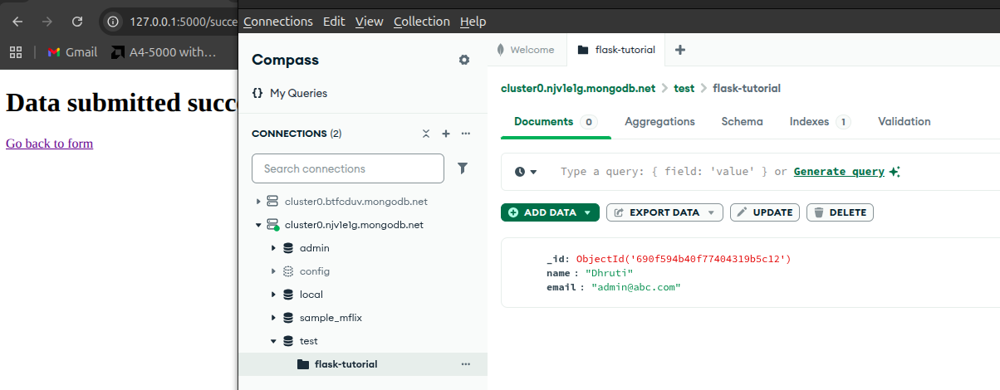 127.0.0.1:5000/succe
Gmail
A4-5000 with...
Data submitted succe
Go back to form
Connections Edit View Collection Help
Compass
My Queries
CONNECTIONS (2)
Search connections
cluster0.btfcduv.mongodb.net
cluster0.njv1e1g.mongodb.net
admin
config
local
sample_mflix
test
flask-tutorial
Welcome
flask-tutorial
cluster0.njv1e1g.mongodb.net > test > flask-tutorial
Documents 0 Aggregations Schema Indexes 1 Validation
Type a query: { field: 'value' } or Generate query
ADD DATA EXPORT DATA UPDATE DELETE
_id: ObjectId('690f594b40f77404319b5c12')
name : "Dhruti"
email : "admin@abc.com"